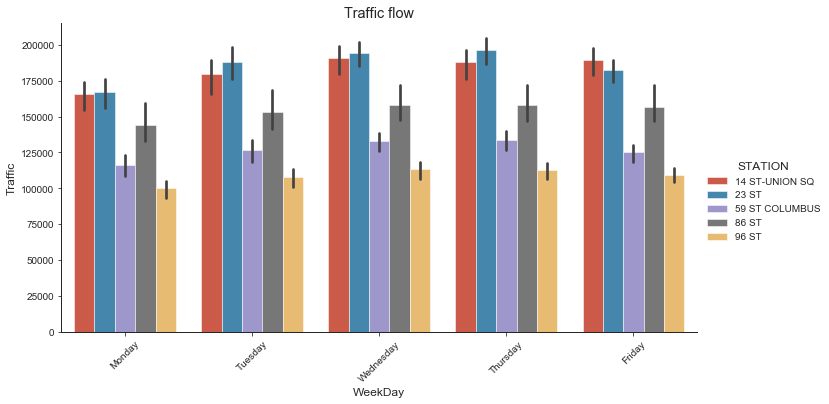 Traffic flow
Traffic
200000
175000
150000
125000
100000
75000
50000
25000
0
Monday
Tuesday
Wednesday
Thursday
Friday
WeekDay
STATION
14 ST-UNION SQ
23 ST
59 ST COLUMBUS
86 ST
96 ST